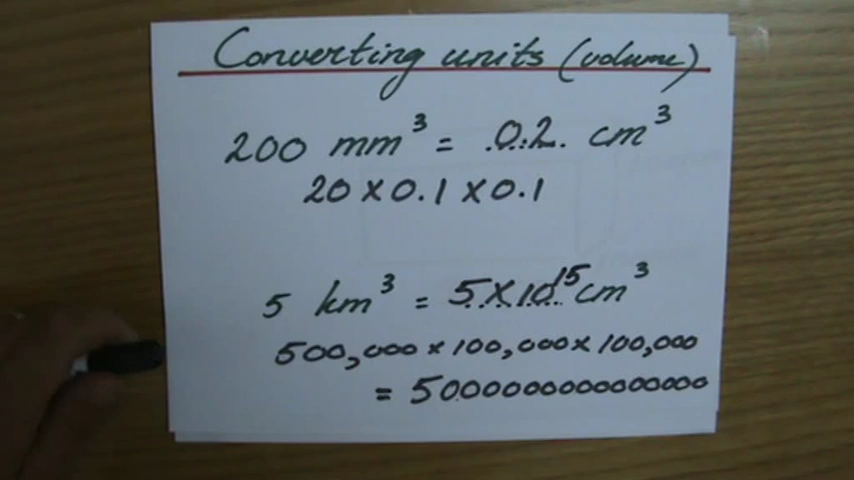 Converting units (volume)
200 mm³ = 0.2 cm³
20 × 0.1 × 0.1
5 km³ = 5×10¹⁵ cm³
500,000 × 100,000 × 100,000
= 5000000000000000